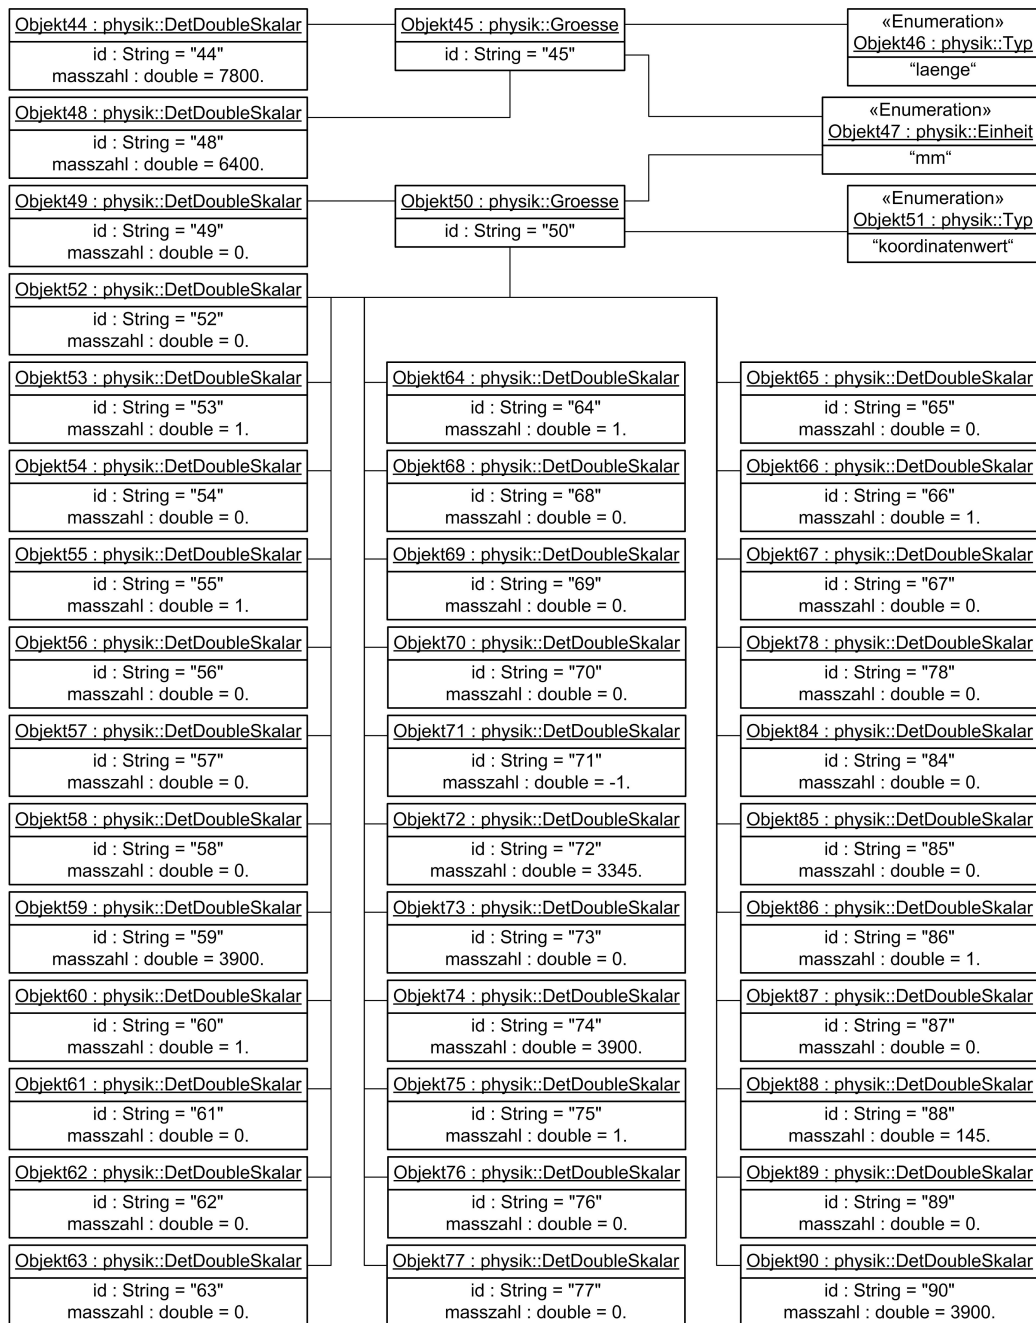 Objekt44 : physik::DetDoubleSkalar
id : String = "44"
masszahl : double = 7800.
Objekt45 : physik::Groesse
id : String = "45"
«Enumeration»
Objekt46 : physik::Typ
“laenge“
Objekt48 : physik::DetDoubleSkalar
id : String = "48"
masszahl : double = 6400.
«Enumeration»
Objekt47 : physik::Einheit
“mm“
Objekt49 : physik::DetDoubleSkalar
id : String = "49"
masszahl : double = 0.
Objekt50 : physik::Groesse
id : String = "50"
«Enumeration»
Objekt51 : physik::Typ
“koordinatenwert“
Objekt52 : physik::DetDoubleSkalar
id : String = "52"
masszahl : double = 0.
Objekt53 : physik::DetDoubleSkalar
id : String = "53"
masszahl : double = 1.
Objekt54 : physik::DetDoubleSkalar
id : String = "54"
masszahl : double = 0.
Objekt55 : physik::DetDoubleSkalar
id : String = "55"
masszahl : double = 1.
Objekt56 : physik::DetDoubleSkalar
id : String = "56"
masszahl : double = 0.
Objekt57 : physik::DetDoubleSkalar
id : String = "57"
masszahl : double = 0.
Objekt58 : physik::DetDoubleSkalar
id : String = "58"
masszahl : double = 0.
Objekt59 : physik::DetDoubleSkalar
id : String = "59"
masszahl : double = 3900.
Objekt60 : physik::DetDoubleSkalar
id : String = "60"
masszahl : double = 1.
Objekt61 : physik::DetDoubleSkalar
id : String = "61"
masszahl : double = 0.
Objekt62 : physik::DetDoubleSkalar
id : String = "62"
masszahl : double = 0.
Objekt63 : physik::DetDoubleSkalar
id : String = "63"
masszahl : double = 0.
Objekt64 : physik::DetDoubleSkalar
id : String = "64"
masszahl : double = 1.
Objekt68 : physik::DetDoubleSkalar
id : String = "68"
masszahl : double = 0.
Objekt69 : physik::DetDoubleSkalar
id : String = "69"
masszahl : double = 0.
Objekt70 : physik::DetDoubleSkalar
id : String = "70"
masszahl : double = 0.
Objekt71 : physik::DetDoubleSkalar
id : String = "71"
masszahl : double = -1.
Objekt72 : physik::DetDoubleSkalar
id : String = "72"
masszahl : double = 3345.
Objekt73 : physik::DetDoubleSkalar
id : String = "73"
masszahl : double = 0.
Objekt74 : physik::DetDoubleSkalar
id : String = "74"
masszahl : double = 3900.
Objekt75 : physik::DetDoubleSkalar
id : String = "75"
masszahl : double = 1.
Objekt76 : physik::DetDoubleSkalar
id : String = "76"
masszahl : double = 0.
Objekt77 : physik::DetDoubleSkalar
id : String = "77"
masszahl : double = 0.
Objekt65 : physik::DetDoubleSkalar
id : String = "65"
masszahl : double = 0.
Objekt66 : physik::DetDoubleSkalar
id : String = "66"
masszahl : double = 1.
Objekt67 : physik::DetDoubleSkalar
id : String = "67"
masszahl : double = 0.
Objekt78 : physik::DetDoubleSkalar
id : String = "78"
masszahl : double = 0.
Objekt84 : physik::DetDoubleSkalar
id : String = "84"
masszahl : double = 0.
Objekt85 : physik::DetDoubleSkalar
id : String = "85"
masszahl : double = 0.
Objekt86 : physik::DetDoubleSkalar
id : String = "86"
masszahl : double = 1.
Objekt87 : physik::DetDoubleSkalar
id : String = "87"
masszahl : double = 0.
Objekt88 : physik::DetDoubleSkalar
id : String = "88"
masszahl : double = 145.
Objekt89 : physik::DetDoubleSkalar
id : String = "89"
masszahl : double = 0.
Objekt90 : physik::DetDoubleSkalar
id : String = "90"
masszahl : double = 3900.